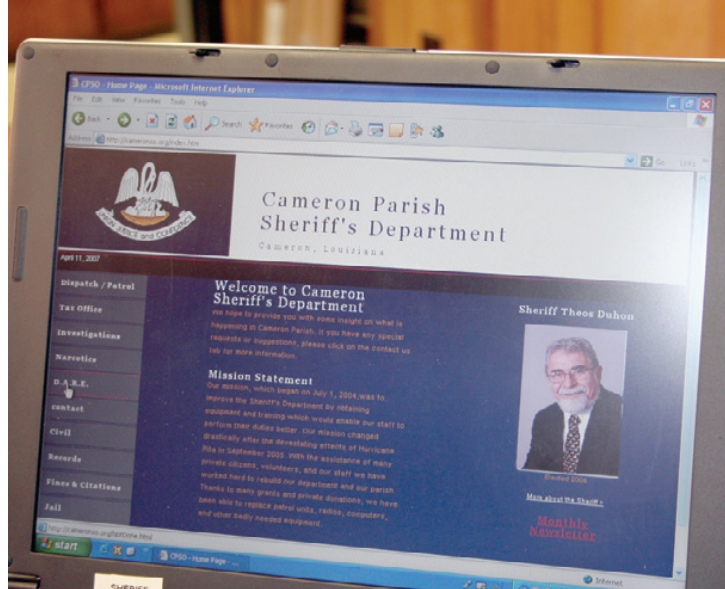 CPSO - Home Page - Microsoft Internet Explorer
File Edit View Favorites Tools Help
Back Search Favorites
Address http://cameronso.org/index.htm Go Links
UNION JUSTICE and CONFIDENCE
Cameron Parish
Sheriff's Department
Cameron, Louisiana
April 11, 2007
Dispatch / Patrol
Tax Office
Investigations
Narcotics
D.A.R.E.
contact
Civil
Records
Fines & Citations
Jail
Welcome to Cameron
Sheriff's Department
We hope to provide you with some insight on what is
happening in Cameron Parish. If you have any special
requests or suggestions, please click on the contact us
tab for more information.
Mission Statement
Our mission, which began on July 1, 2004, was to
improve the Sheriff's Department by obtaining
equipment and training which would enable our staff to
perform their duties better. Our mission changed
drastically after the devastating effects of Hurricane
Rita in September 2005. With the assistance of many
private citizens, volunteers, and our staff we have
worked hard to rebuild our department and our parish.
Thanks to many grants and private donations, we have
been able to replace patrol units, radios, computers,
and other badly needed equipment.
Sheriff Theos Duhon
Elected 2004
More about the Sheriff >
Monthly
Newsletter
Internet
start CPSO - Home Page - ...
SHERIFF